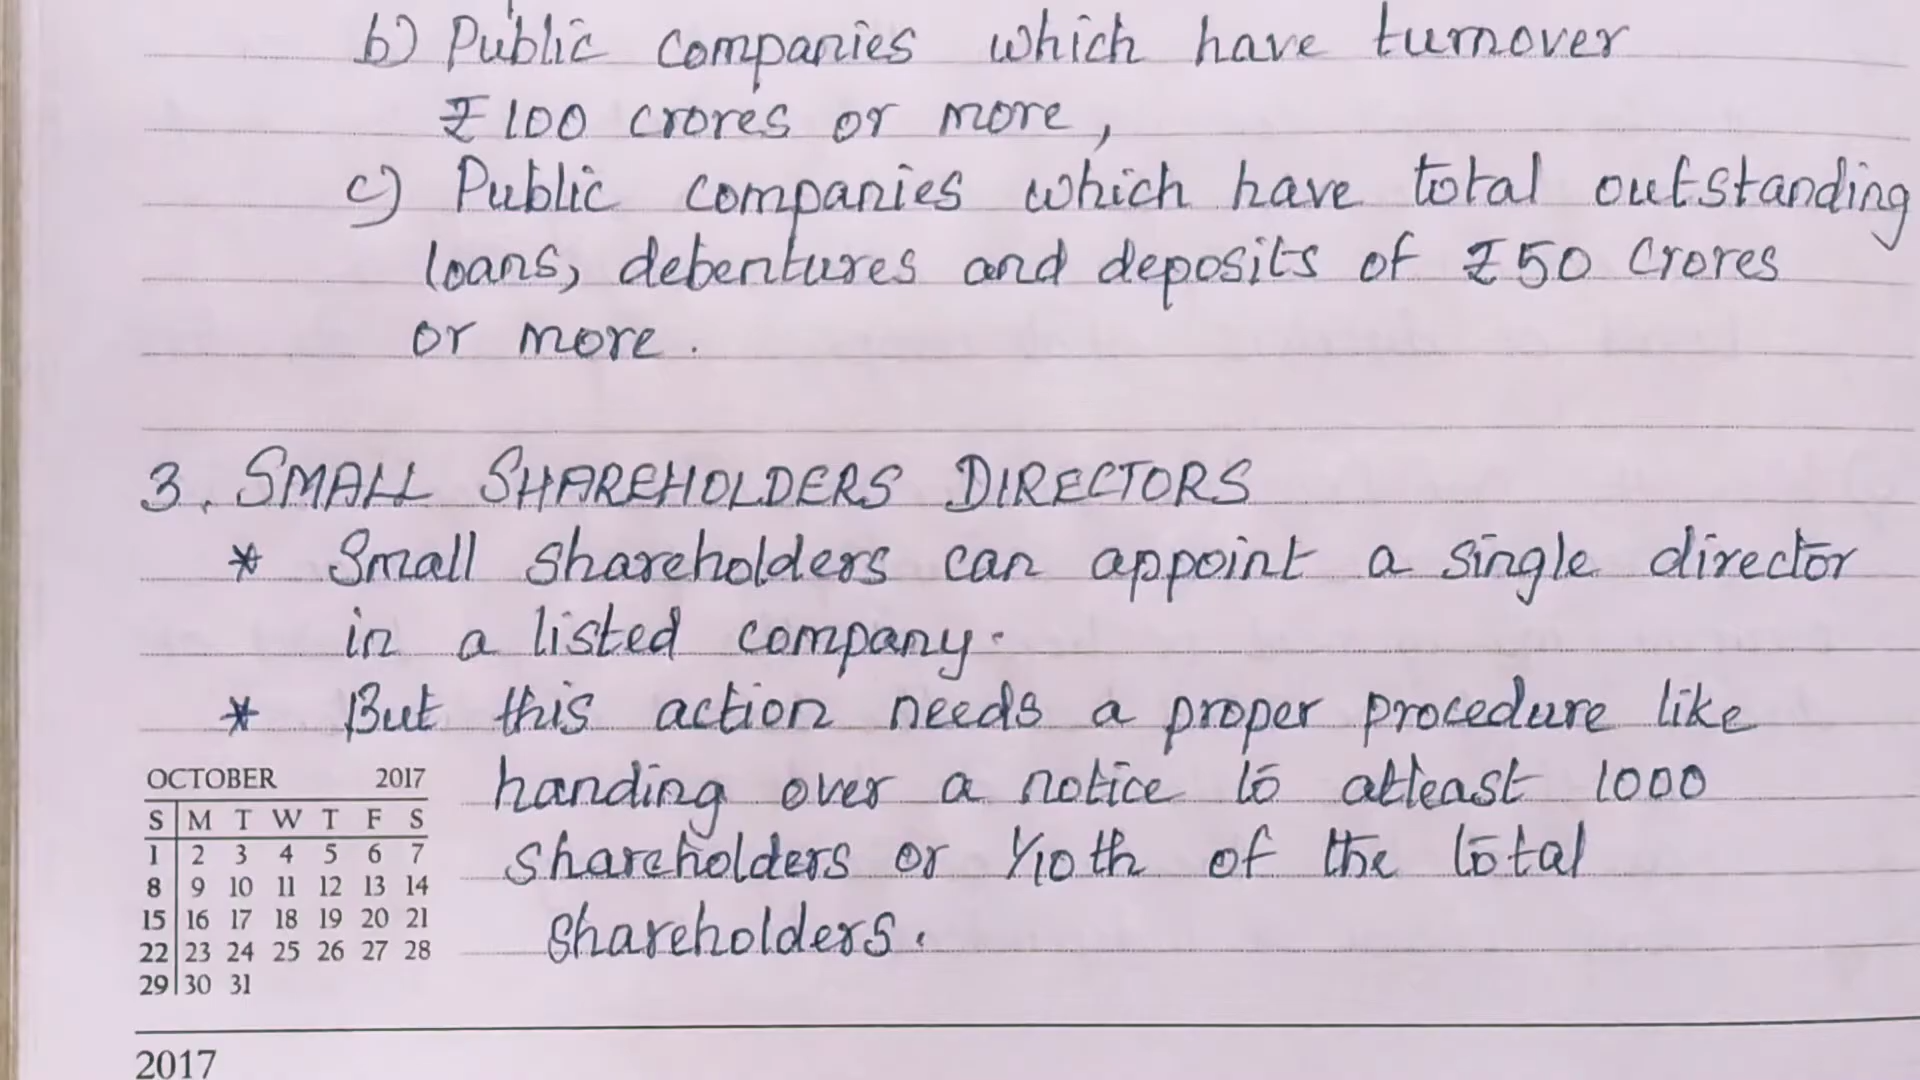 b) Public companies which have turnover
₹100 crores or more,
c) Public companies which have total outstanding
loans, debentures and deposits of ₹50 Crores
or more.
3. SMALL SHAREHOLDERS DIRECTORS
* Small shareholders can appoint a single director
in a listed company.
* But this action needs a proper procedure like
handing over a notice to atleast 1000
shareholders or 1/10th of the total
shareholders.
OCTOBER 2017
S M T W T F S
1 2 3 4 5 6 7
8 9 10 11 12 13 14
15 16 17 18 19 20 21
22 23 24 25 26 27 28
29 30 31
2017